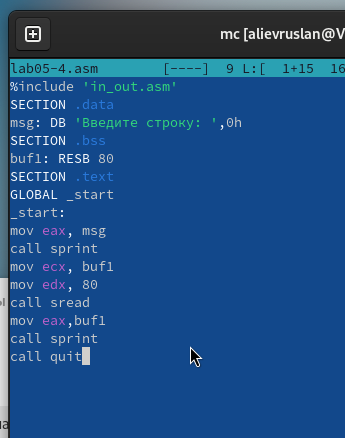 mc [alievruslan@V
lab05-4.asm [----] 9 L:[ 1+15 16
%include 'in_out.asm'
SECTION .data
msg: DB 'Введите строку: ',0h
SECTION .bss
buf1: RESB 80
SECTION .text
GLOBAL _start
_start:
mov eax, msg
call sprint
mov ecx, buf1
mov edx, 80
call sread
mov eax,buf1
call sprint
call quit